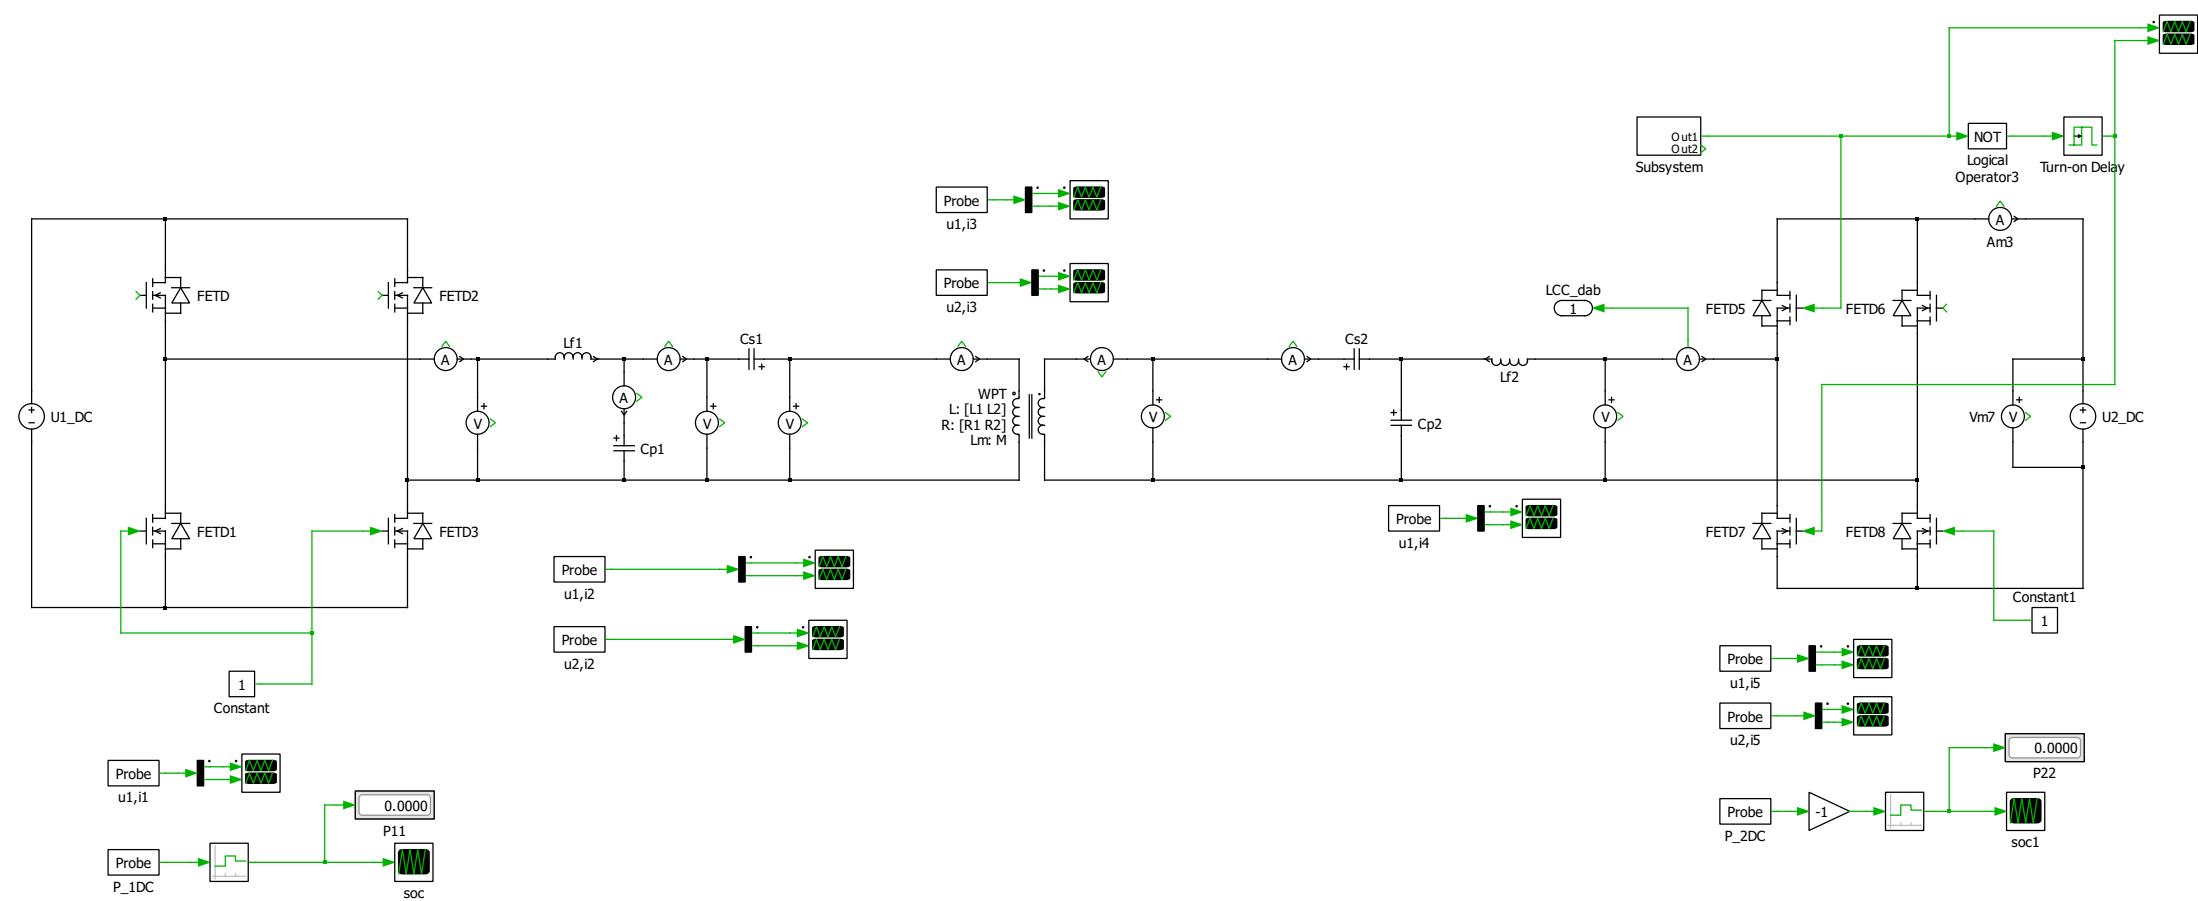 Out1
Out2
Subsystem
NOT
Logical
Operator3
Turn-on Delay
Probe
u1,i3
A
Am3
FETD
FETD2
Probe
u2,i3
LCC_dab
1
FETD5
FETD6
A
Lf1
A
Cs1
A
A
A
Cs2
Lf2
A
U1_DC
V
A
Cp1
V
V
WPT
L: [L1 L2]
R: [R1 R2]
Lm: M
V
Cp2
V
Vm7
V
U2_DC
FETD1
FETD3
Probe
u1,i4
FETD7
FETD8
Probe
u1,i2
Constant1
1
Probe
u2,i2
1
Constant
Probe
u1,i5
Probe
u2,i5
Probe
u1,i1
0.0000
P22
0.0000
P11
Probe
P_2DC
-1
soc1
Probe
P_1DC
soc